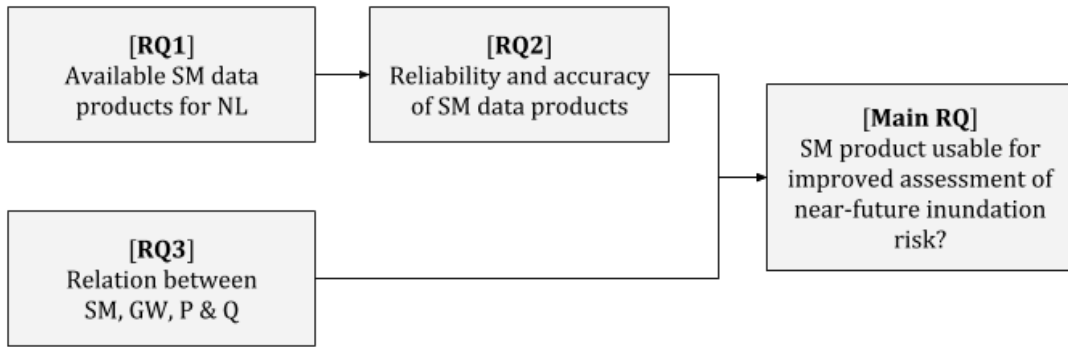 [RQ1]
Available SM data
products for NL
[RQ2]
Reliability and accuracy
of SM data products
[Main RQ]
SM product usable for
improved assessment of
near-future inundation
risk?
[RQ3]
Relation between
SM, GW, P & Q